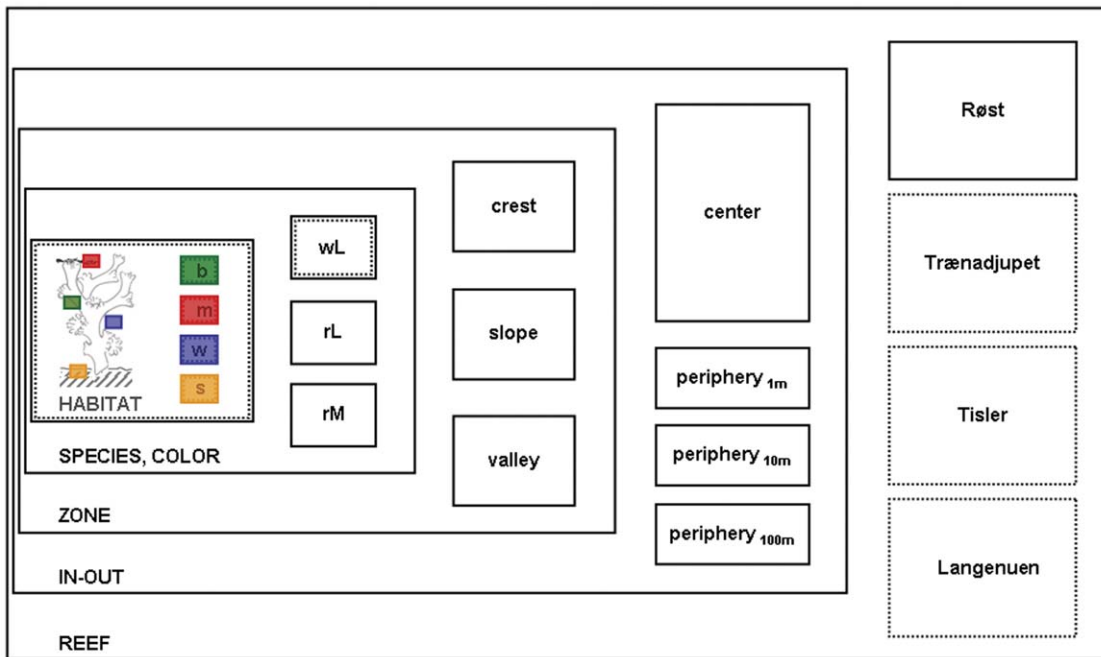 Røst
Trænadjupet
Tisler
Langenuen
center
periphery 1m
periphery 10m
periphery 100m
crest
slope
valley
wL
rL
rM
b
m
w
s
HABITAT
SPECIES, COLOR
ZONE
IN-OUT
REEF